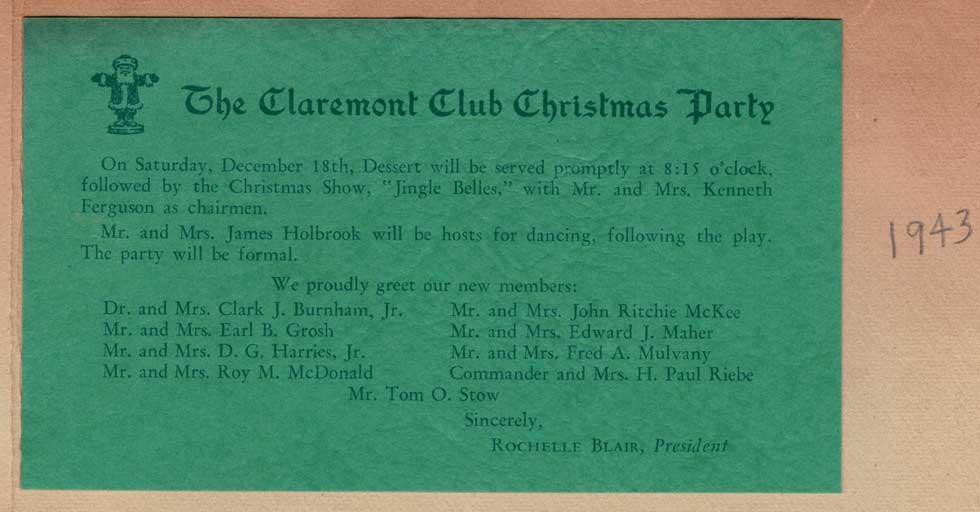 The Claremont Club Christmas Party
On Saturday, December 18th, Dessert will be served promptly at 8:15 o'clock,
followed by the Christmas Show, "Jingle Belles," with Mr. and Mrs. Kenneth
Ferguson as chairmen.
Mr. and Mrs. James Holbrook will be hosts for dancing, following the play.
The party will be formal.
We proudly greet our new members:
Dr. and Mrs. Clark J. Burnham, Jr. Mr. and Mrs. John Ritchie McKee
Mr. and Mrs. Earl B. Grosh Mr. and Mrs. Edward J. Maher
Mr. and Mrs. D. G. Harries, Jr. Mr. and Mrs. Fred A. Mulvany
Mr. and Mrs. Roy M. McDonald Commander and Mrs. H. Paul Riebe
Mr. Tom O. Stow
Sincerely,
Rochelle Blair, President
1943